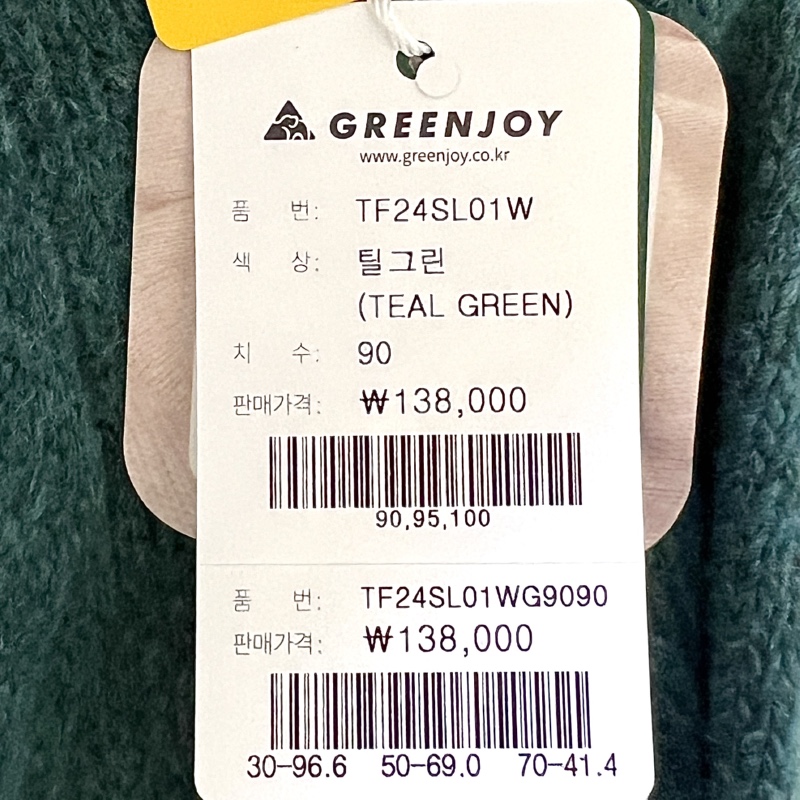 GREENJOY
www.greenjoy.co.kr
품 번: TF24SL01W
색 상: 틸그린
(TEAL GREEN)
치 수: 90
판매가격: ₩138,000
90,95,100
품 번: TF24SL01WG9090
판매가격: ₩138,000
30-96.6 50-69.0 70-41.4